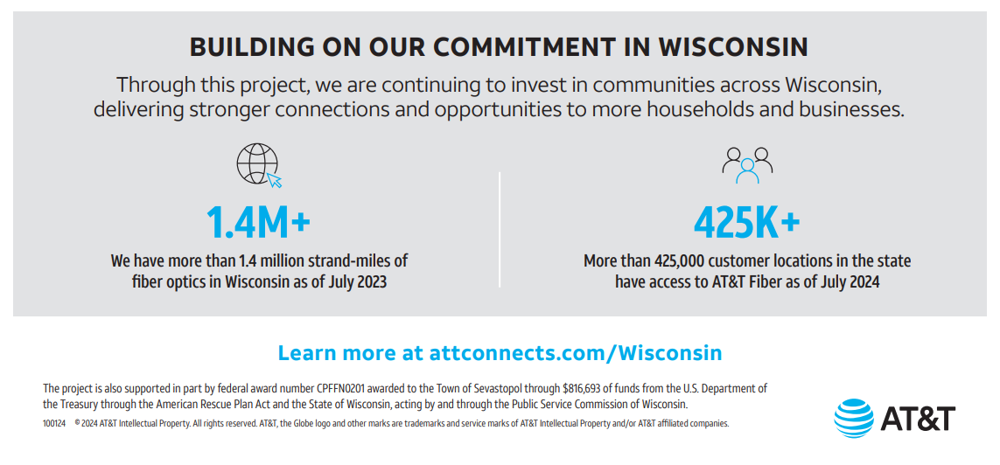 BUILDING ON OUR COMMITMENT IN WISCONSIN
Through this project, we are continuing to invest in communities across Wisconsin,
delivering stronger connections and opportunities to more households and businesses.
1.4M+
We have more than 1.4 million strand-miles of
fiber optics in Wisconsin as of July 2023
425K+
More than 425,000 customer locations in the state
have access to AT&T Fiber as of July 2024
Learn more at attconnects.com/Wisconsin
The project is also supported in part by federal award number CPFFN0201 awarded to the Town of Sevastopol through $816,693 of funds from the U.S. Department of
the Treasury through the American Rescue Plan Act and the State of Wisconsin, acting by and through the Public Service Commission of Wisconsin.
100124 © 2024 AT&T Intellectual Property. All rights reserved. AT&T, the Globe logo and other marks are trademarks and service marks of AT&T Intellectual Property and/or AT&T affiliated companies.
AT&T